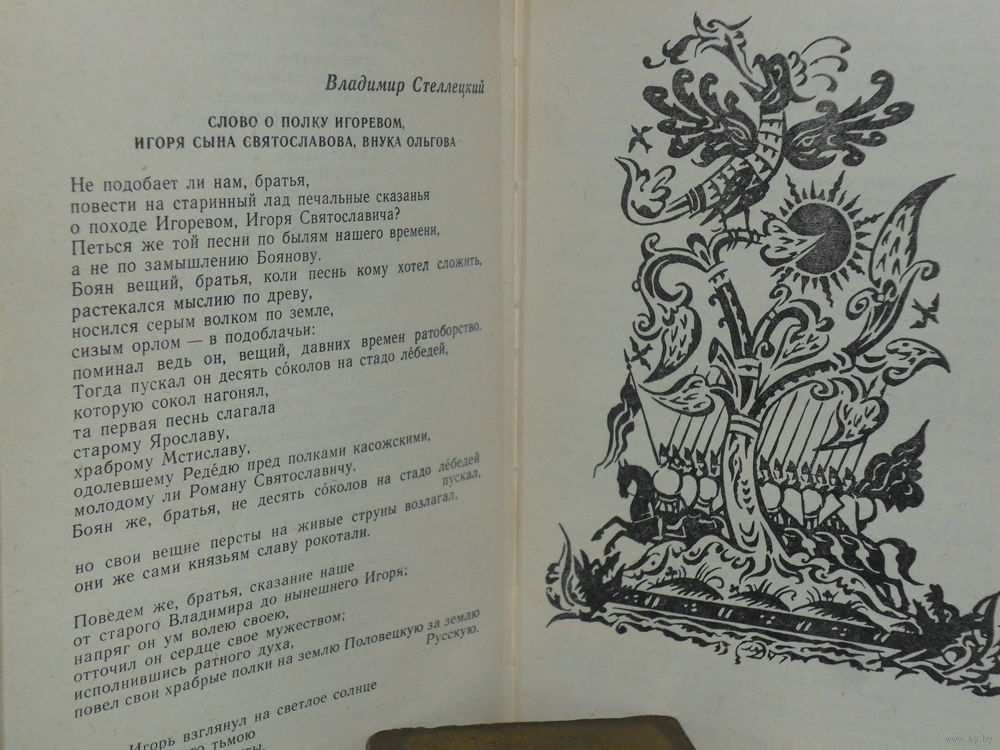 Владимир Стеллецкий
СЛОВО О ПОЛКУ ИГОРЕВОМ,
ИГОРЯ СЫНА СВЯТОСЛАВОВА, ВНУКА ОЛЬГОВА
Не подобает ли нам, братья,
повести на старинный лад печальные сказанья
о походе Игоревом, Игоря Святославича?
Петься же той песни по былям нашего времени,
а не по замышлению Боянову.
Боян вещий, братья, коли песнь кому хотел сложить,
растекался мыслию по древу,
носился серым волком по земле,
сизым орлом — в подоблачьи:
поминал ведь он, вещий, давних времен ратоборство.
Тогда пускал он десять со́колов на стадо ле́бедей,
которую сокол нагонял,
та первая песнь слагала
старому Ярославу,
храброму Мстиславу,
одолевшему Реде́дю пред полками касожскими,
молодому ли Роману Святославичу.
Боян же, братья, не десять со́колов на стадо ле́бедей
пускал,
но свои вещие персты на живые струны возлагал,
они же сами князьям славу рокотали.
Поведем же, братья, сказание наше
от старого Владимира до нынешнего Игоря;
напряг он ум волею своею,
отточил он сердце свое мужеством;
исполнившись ратного духа,
повел свои храбрые полки на землю Половецкую за землю
Русскую.
Игорь взглянул на светлое солнце
тьмою
www.ay.by